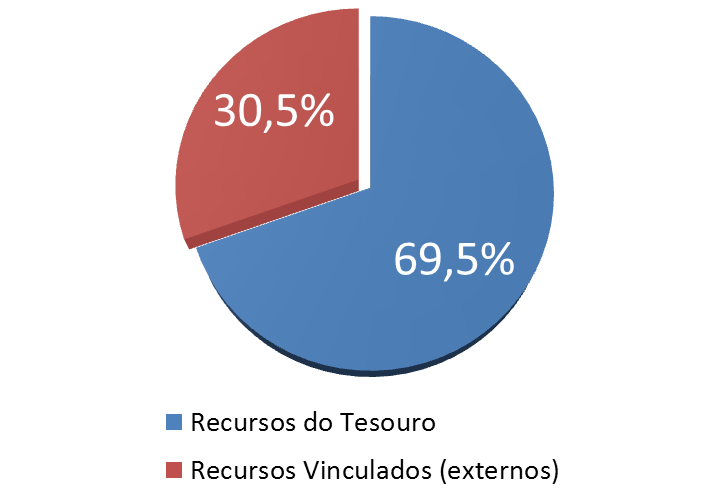 30,5%
69,5%
Recursos do Tesouro
Recursos Vinculados (externos)